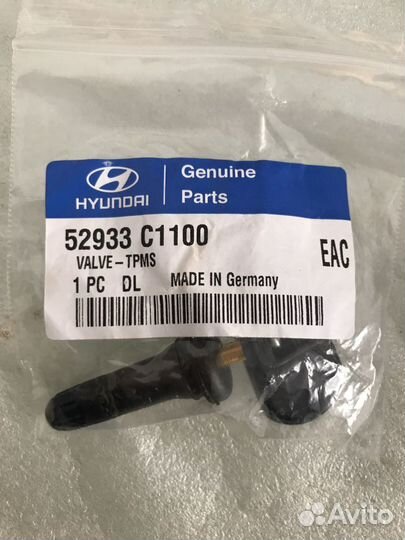 HYUNDAI
Genuine
Parts
52933 C1100
VALVE-TPMS
EAC
1 PC DL MADE IN Germany
Avito